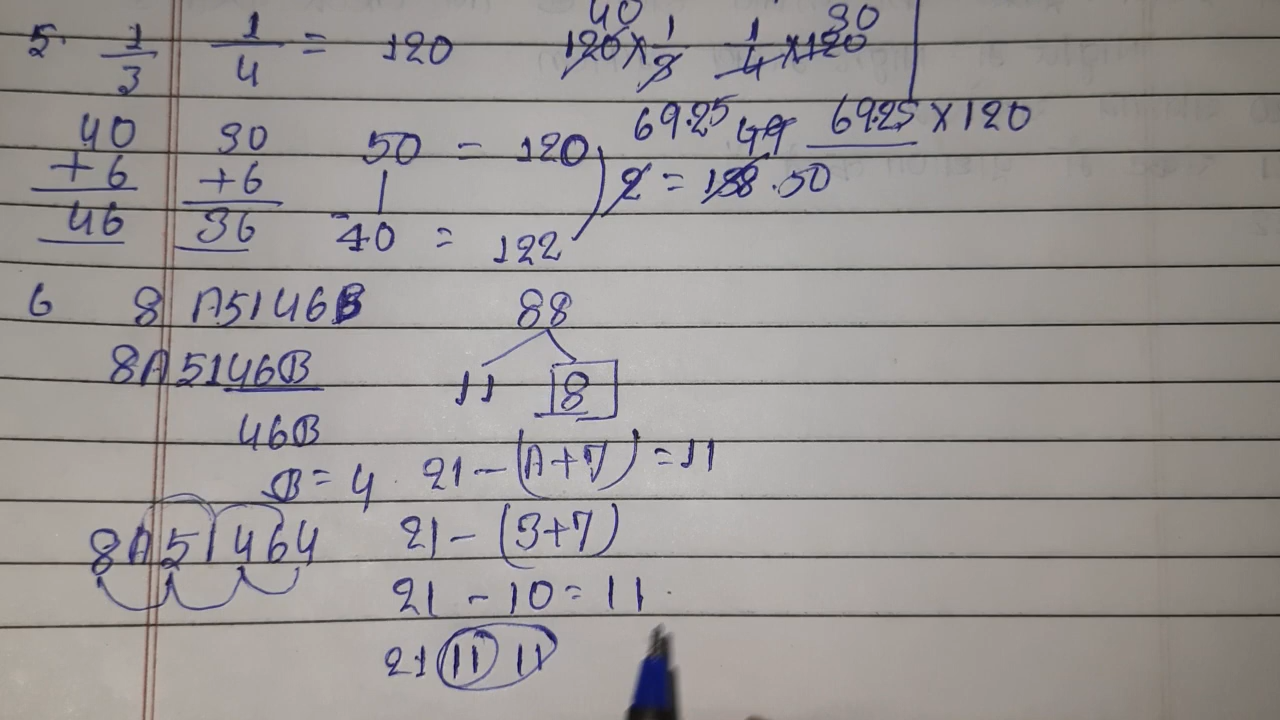 5. 1/3 1/4 = 120 120 × 1/3 40 1/4 × 120 30
40 30 50 = 120 69.25 69.25 × 120
+6 +6 2 = 138.50
46 36 40 = 122
6 8 A5146B 88
8A5146B 11 8
46B
B = 4 21 - (A+7) = 11
8A51464 21 - (3+7)
21 - 10 = 11
21 11 11